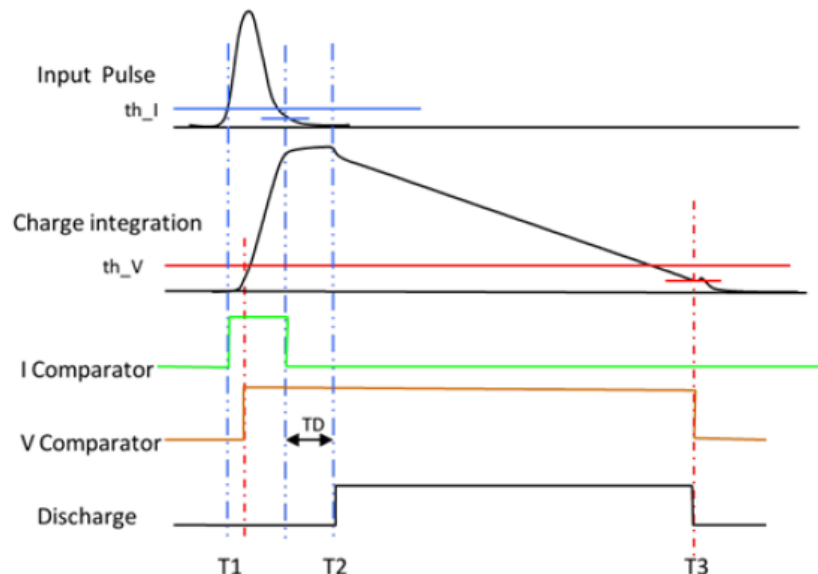 Input Pulse
th_I
Charge integration
th_V
I Comparator
TD
V Comparator
Discharge
T1 T2 T3